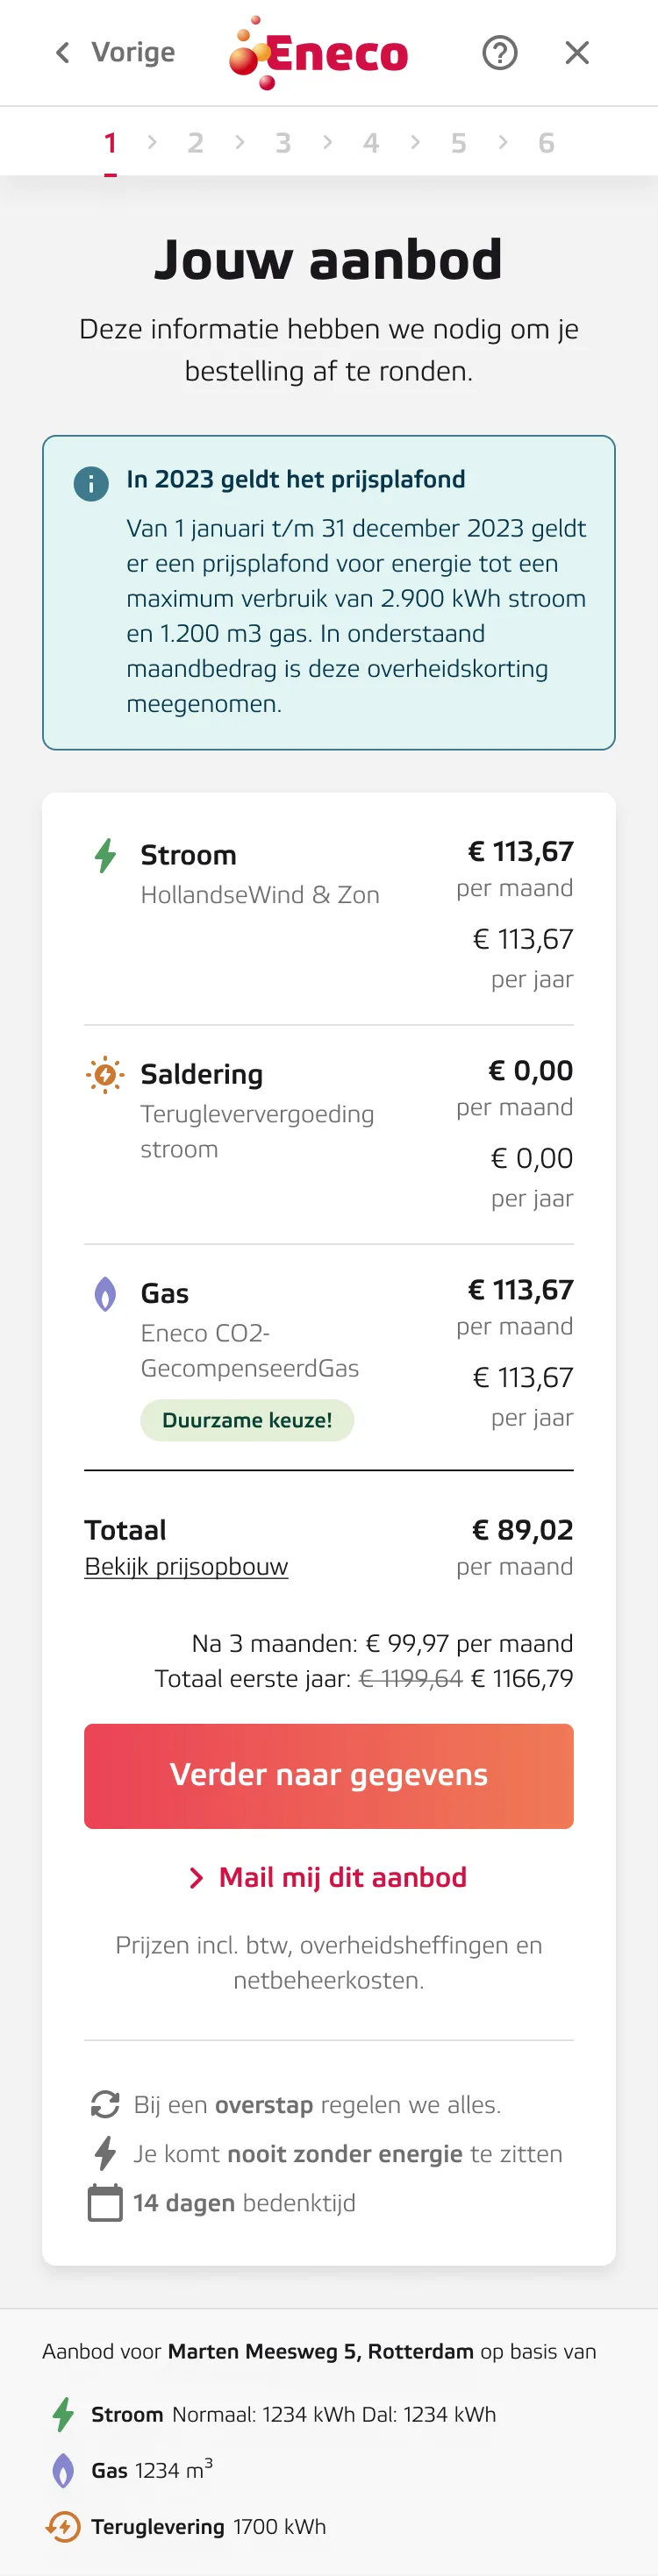 Vorige
Eneco
1 2 3 4 5 6
Jouw aanbod
Deze informatie hebben we nodig om je
bestelling af te ronden.
In 2023 geldt het prijsplafond
Van 1 januari t/m 31 december 2023 geldt
er een prijsplafond voor energie tot een
maximum verbruik van 2.900 kWh stroom
en 1.200 m3 gas. In onderstaand
maandbedrag is deze overheidskorting
meegenomen.
Stroom
HollandseWind & Zon
€ 113,67
per maand
€ 113,67
per jaar
Saldering
Terugleververgoeding
stroom
€ 0,00
per maand
€ 0,00
per jaar
Gas
Eneco CO2-
GecompenseerdGas
Duurzame keuze!
€ 113,67
per maand
€ 113,67
per jaar
Totaal
Bekijk prijsopbouw
€ 89,02
per maand
Na 3 maanden: € 99,97 per maand
Totaal eerste jaar: € 1199,64 € 1166,79
Verder naar gegevens
Mail mij dit aanbod
Prijzen incl. btw, overheidsheffingen en
netbeheerkosten.
Bij een overstap regelen we alles.
Je komt nooit zonder energie te zitten
14 dagen bedenktijd
Aanbod voor Marten Meesweg 5, Rotterdam op basis van
Stroom Normaal: 1234 kWh Dal: 1234 kWh
Gas 1234 m³
Teruglevering 1700 kWh